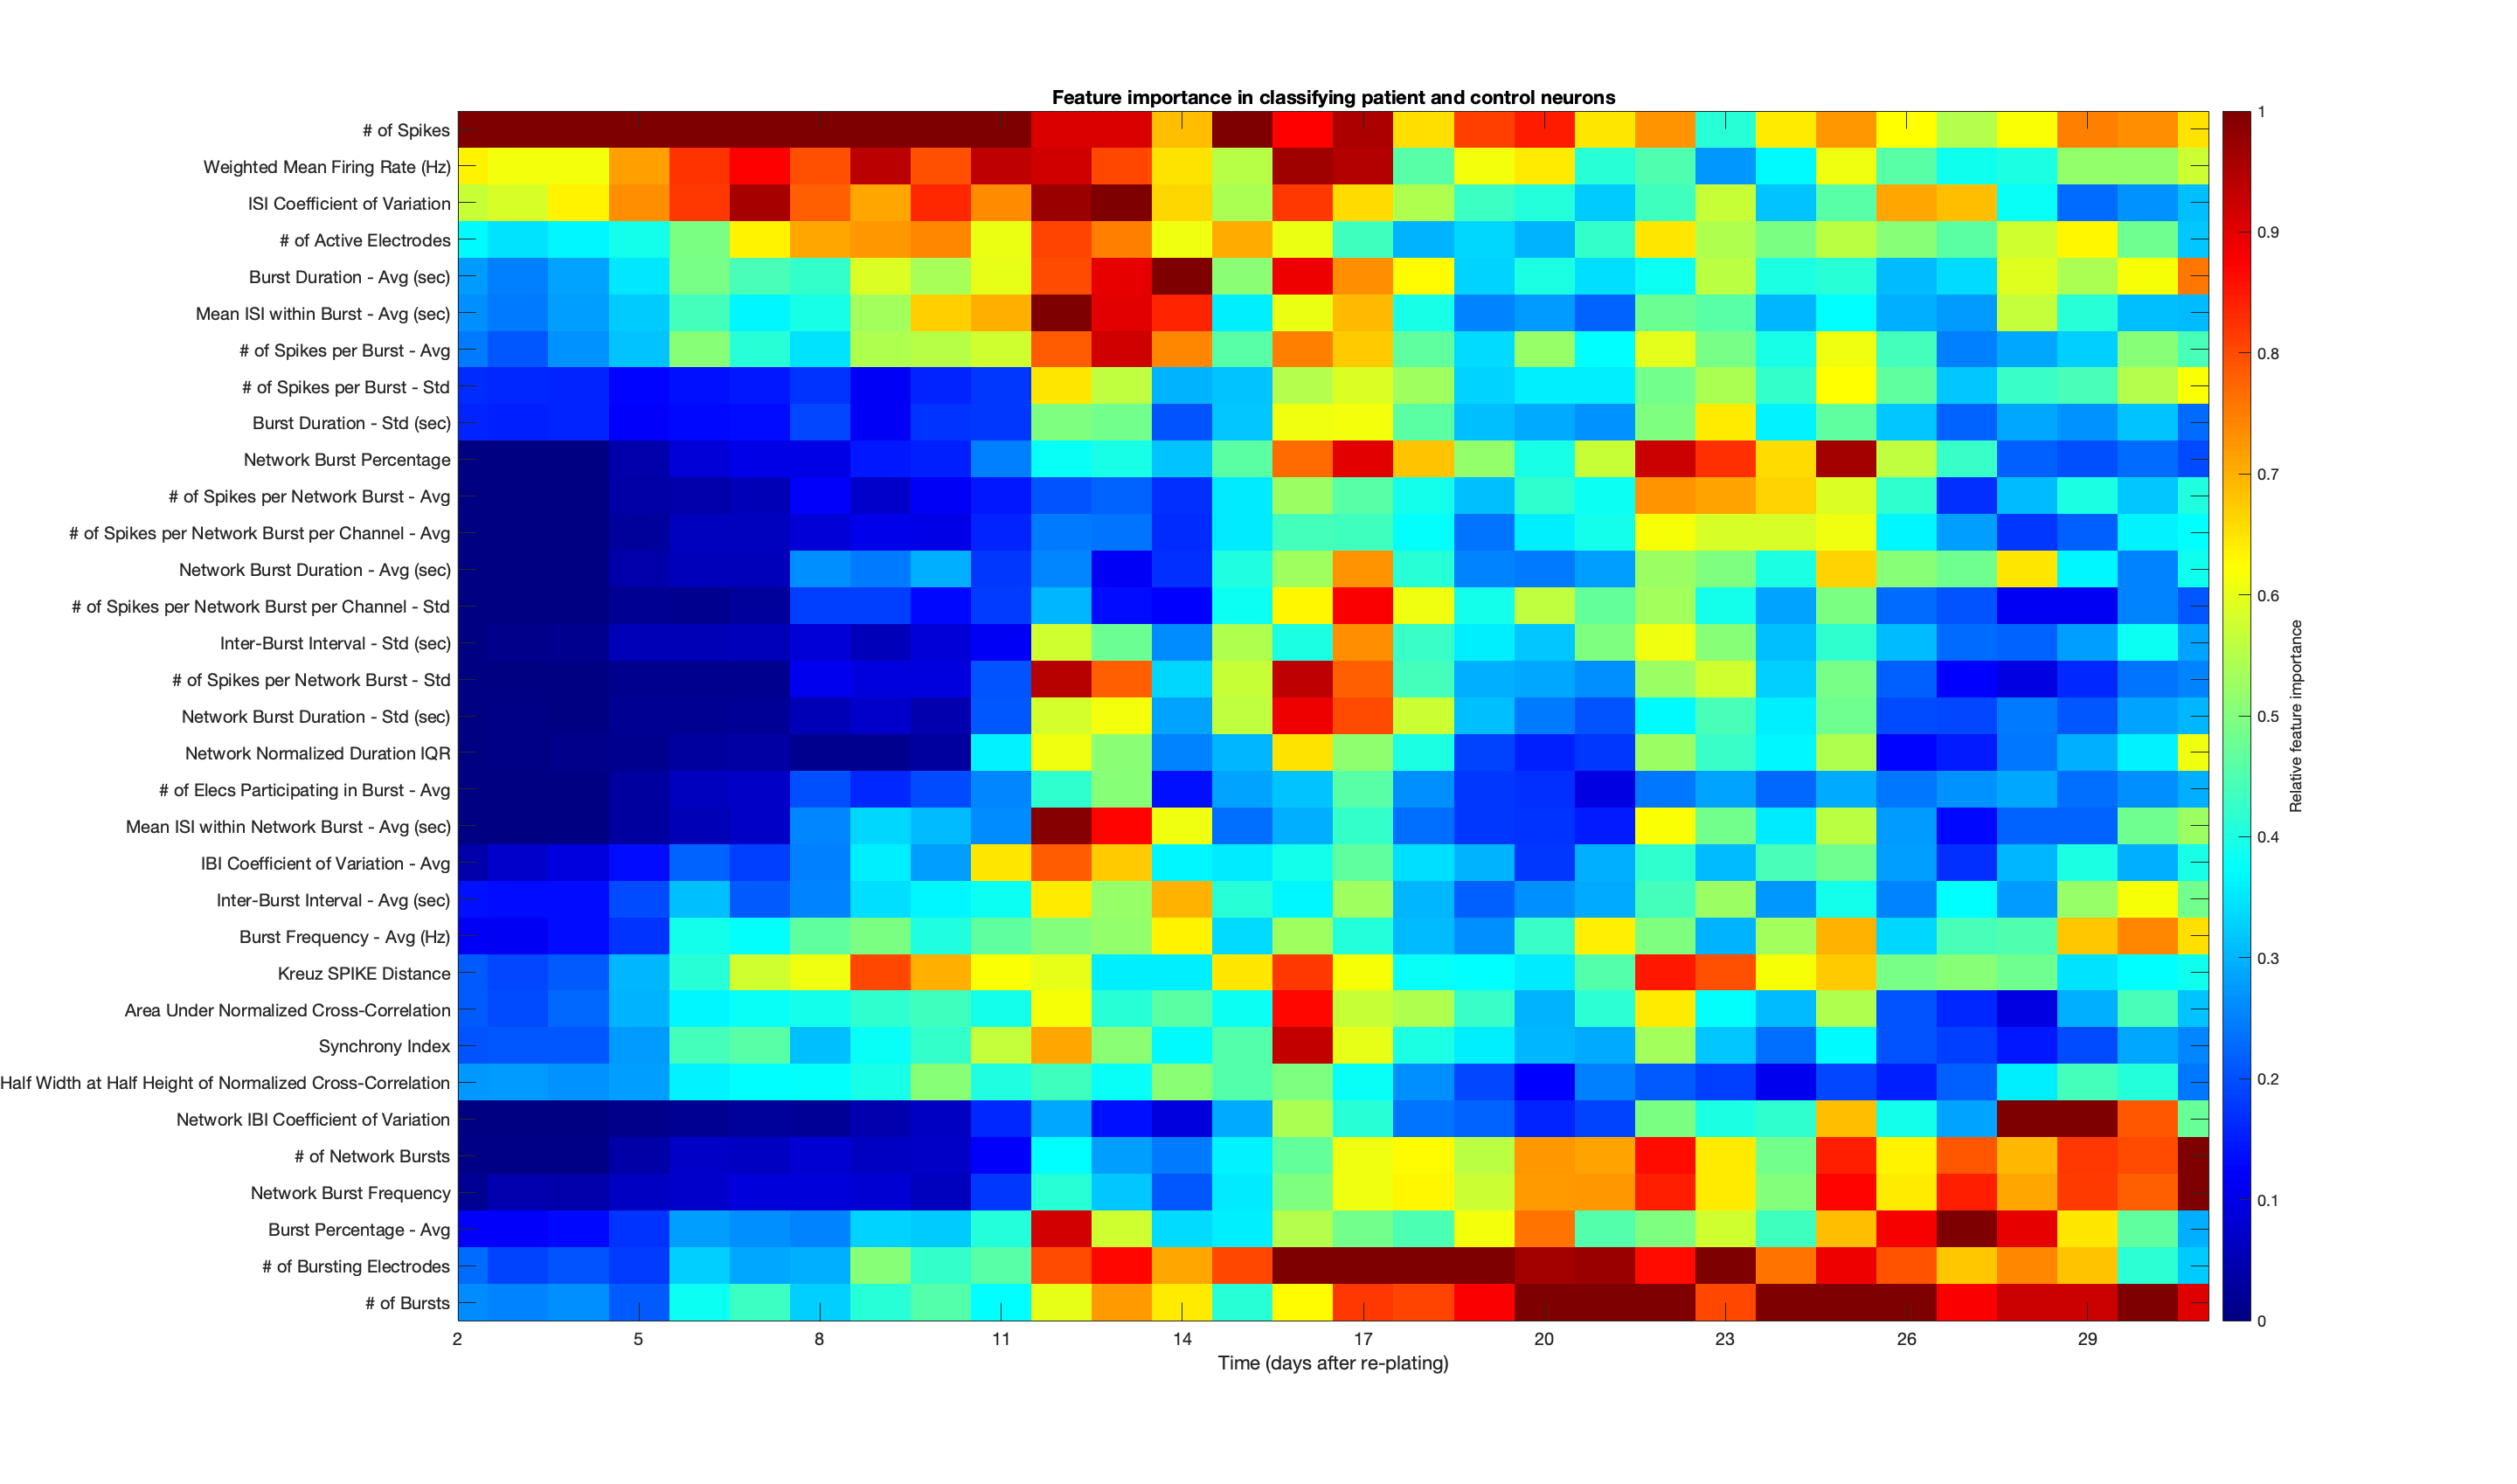 Feature importance in classifying patient and control neurons
# of Spikes
Weighted Mean Firing Rate (Hz)
ISI Coefficient of Variation
# of Active Electrodes
Burst Duration - Avg (sec)
Mean ISI within Burst - Avg (sec)
# of Spikes per Burst - Avg
# of Spikes per Burst - Std
Burst Duration - Std (sec)
Network Burst Percentage
# of Spikes per Network Burst - Avg
# of Spikes per Network Burst per Channel - Avg
Network Burst Duration - Avg (sec)
# of Spikes per Network Burst per Channel - Std
Inter-Burst Interval - Std (sec)
# of Spikes per Network Burst - Std
Network Burst Duration - Std (sec)
Network Normalized Duration IQR
# of Elecs Participating in Burst - Avg
Mean ISI within Network Burst - Avg (sec)
IBI Coefficient of Variation - Avg
Inter-Burst Interval - Avg (sec)
Burst Frequency - Avg (Hz)
Kreuz SPIKE Distance
Area Under Normalized Cross-Correlation
Synchrony Index
Half Width at Half Height of Normalized Cross-Correlation
Network IBI Coefficient of Variation
# of Network Bursts
Network Burst Frequency
Burst Percentage - Avg
# of Bursting Electrodes
# of Bursts
2 5 8 11 14 17 20 23 26 29
Time (days after re-plating)
1
0.9
0.8
0.7
0.6
0.5
0.4
0.3
0.2
0.1
0
Relative feature importance